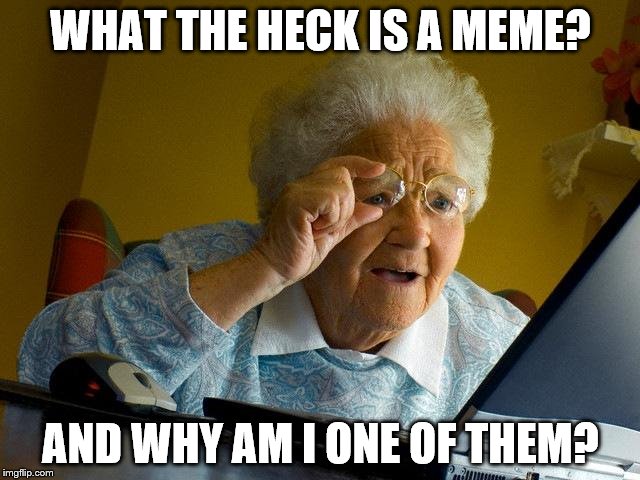 WHAT THE HECK IS A MEME?
AND WHY AM I ONE OF THEM?
imgflip.com